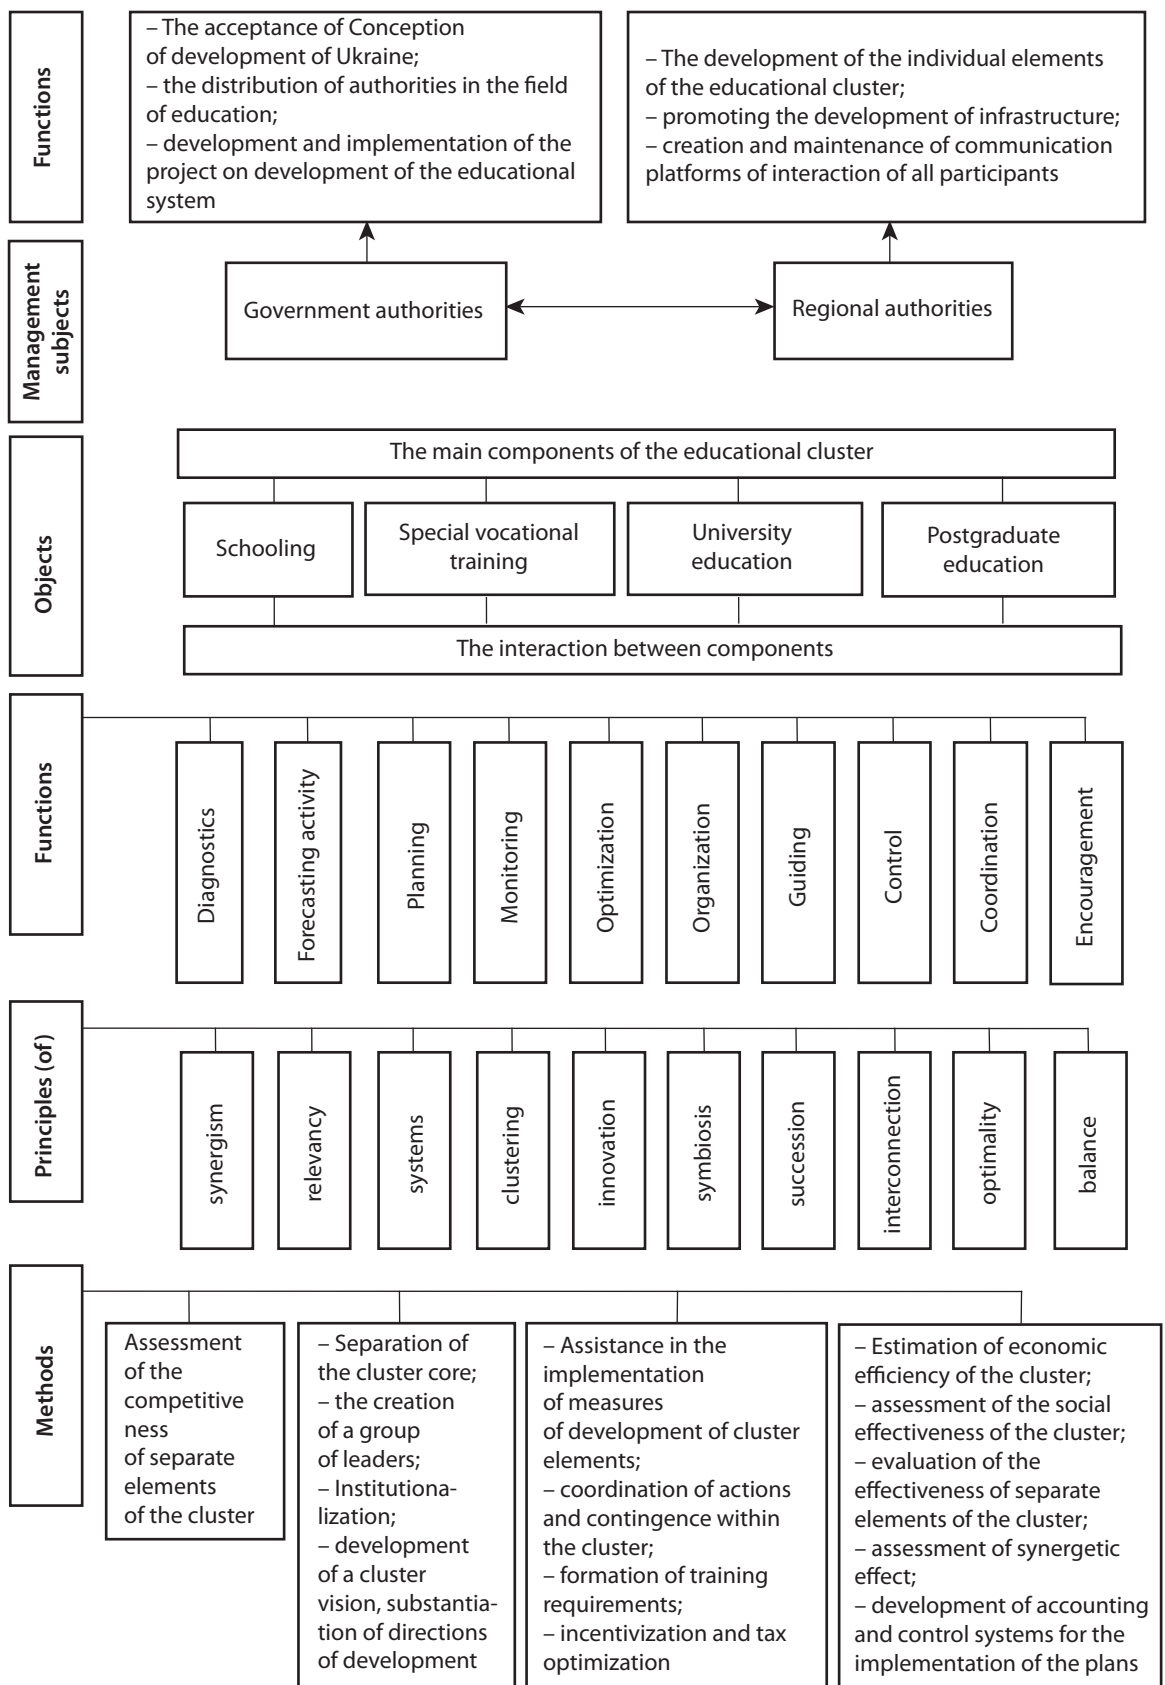 Functions
– The acceptance of Conception
of development of Ukraine;
– the distribution of authorities in the field
of education;
– development and implementation of the
project on development of the educational
system
– The development of the individual elements
of the educational cluster;
– promoting the development of infrastructure;
– creation and maintenance of communication
platforms of interaction of all participants
Management
subjects
Government authorities
Regional authorities
Objects
The main components of the educational cluster
Schooling
Special vocational
training
University
education
Postgraduate
education
The interaction between components
Functions
Diagnostics
Forecasting activity
Planning
Monitoring
Optimization
Organization
Guiding
Control
Coordination
Encouragement
Principles (of)
synergism
relevancy
systems
clustering
innovation
symbiosis
succession
interconnection
optimality
balance
Methods
Assessment
of the
competitive
ness
of separate
elements
of the cluster
– Separation of
the cluster core;
– the creation
of a group
of leaders;
– Institutiona-
lization;
– development
of a cluster
vision, substantia-
tion of directions
of development
– Assistance in the
implementation
of measures
of development of cluster
elements;
– coordination of actions
and contingence within
the cluster;
– formation of training
requirements;
– incentivization and tax
optimization
– Estimation of economic
efficiency of the cluster;
– assessment of the social
effectiveness of the cluster;
– evaluation of the
effectiveness of separate
elements of the cluster;
– assessment of synergetic
effect;
– development of accounting
and control systems for the
implementation of the plans